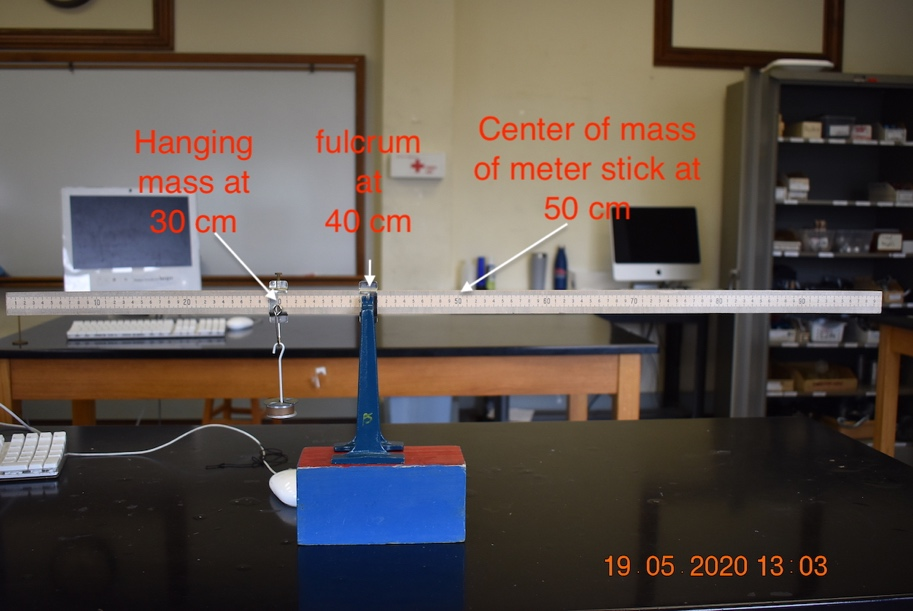 Hanging
mass at
30 cm
fulcrum
at
40 cm
Center of mass
of meter stick at
50 cm
10 20 50 60 70 80 90
19 05 2020 13:03